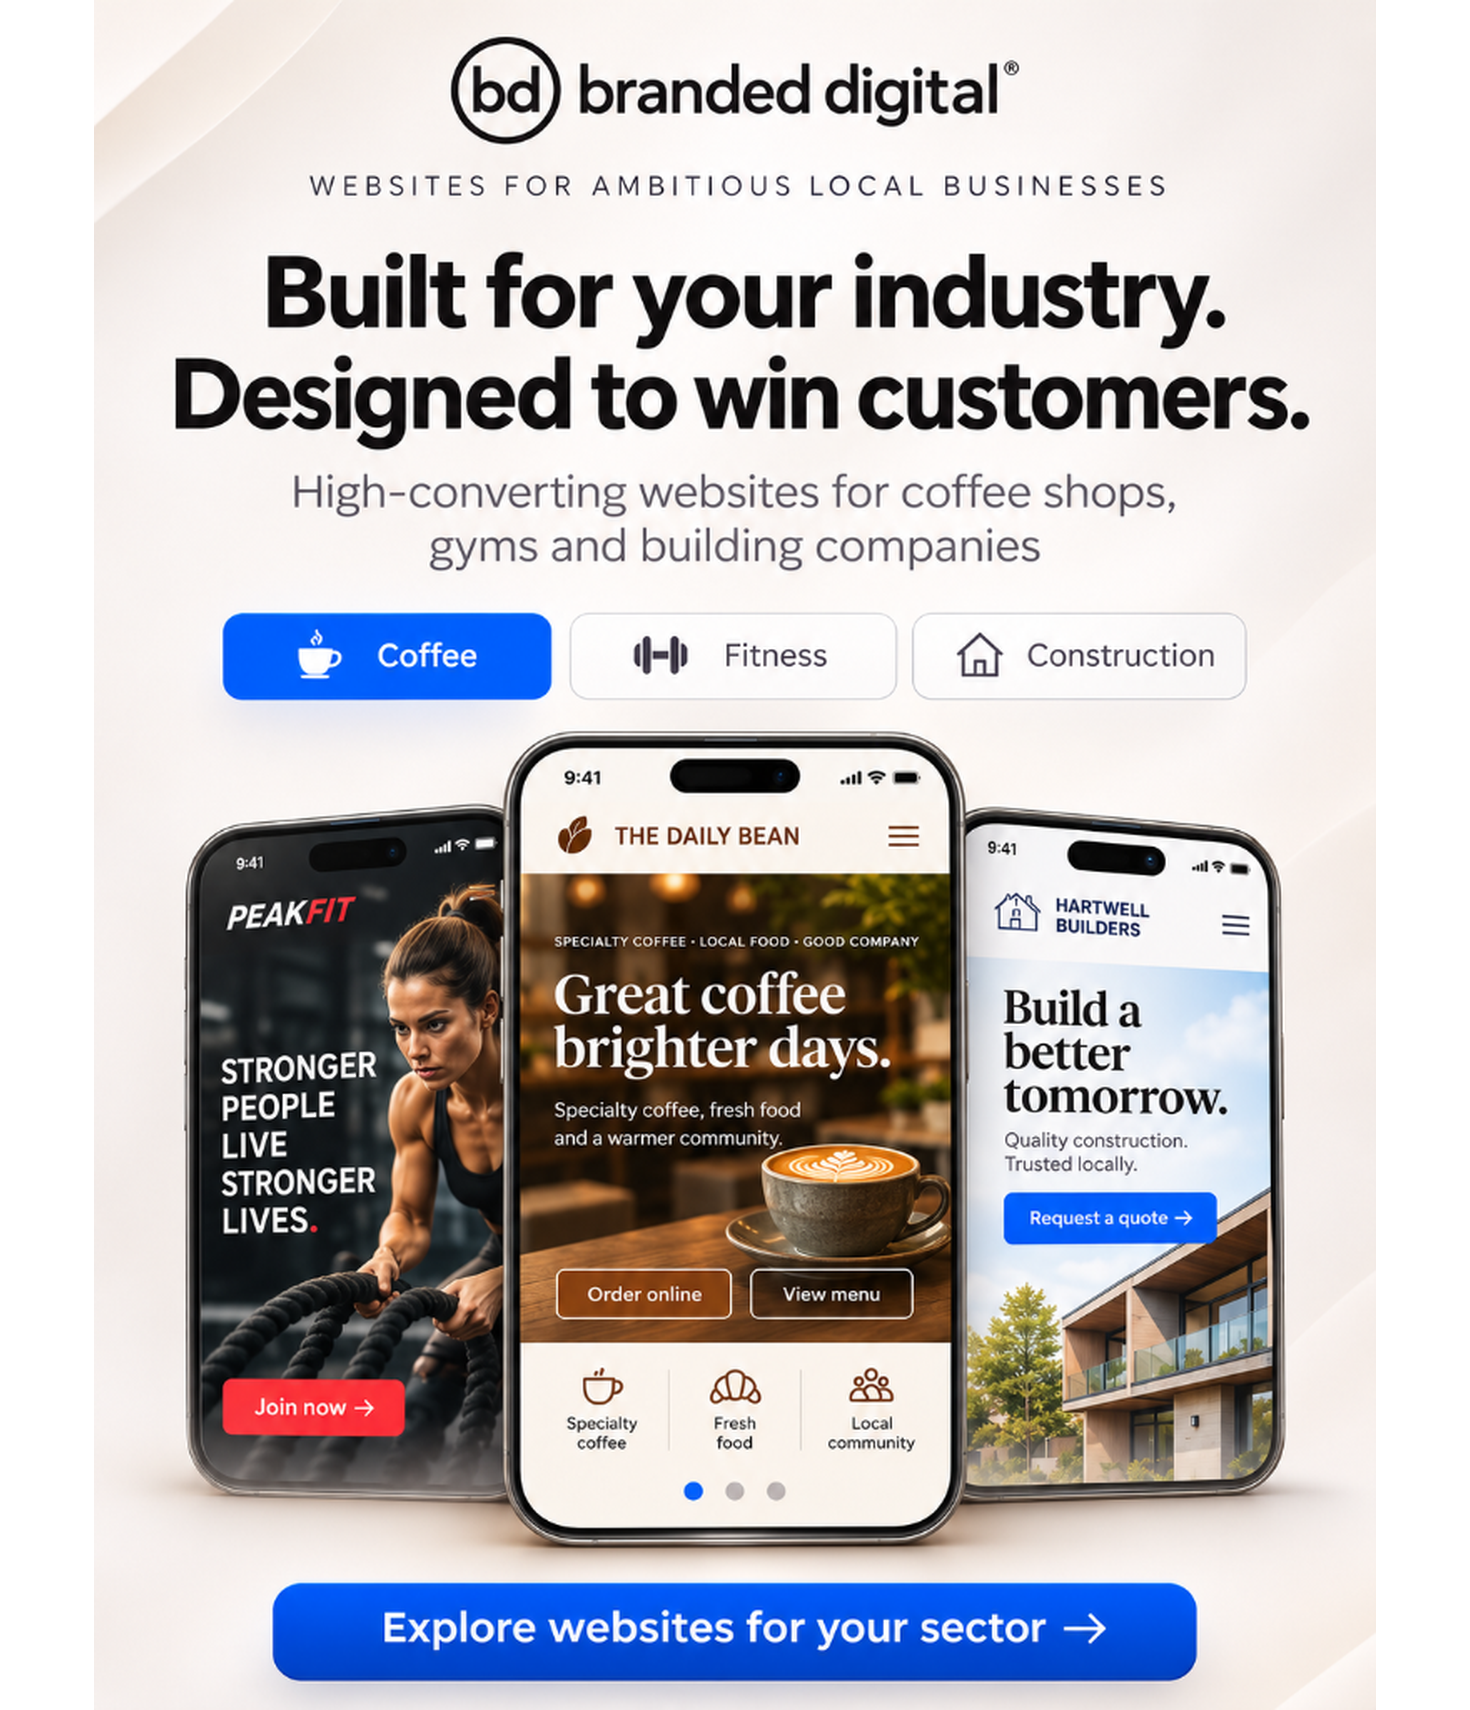 bd branded digital®
WEBSITES FOR AMBITIOUS LOCAL BUSINESSES
Built for your industry.
Designed to win customers.
High-converting websites for coffee shops,
gyms and building companies
Coffee
Fitness
Construction
9:41
PEAKFIT
STRONGER
PEOPLE
LIVE
STRONGER
LIVES.
Join now →
9:41
THE DAILY BEAN
SPECIALTY COFFEE • LOCAL FOOD • GOOD COMPANY
Great coffee
brighter days.
Specialty coffee, fresh food
and a warmer community.
Order online
View menu
Specialty
coffee
Fresh
food
Local
community
9:41
HARTWELL
BUILDERS
Build a
better
tomorrow.
Quality construction.
Trusted locally.
Request a quote →
Explore websites for your sector →